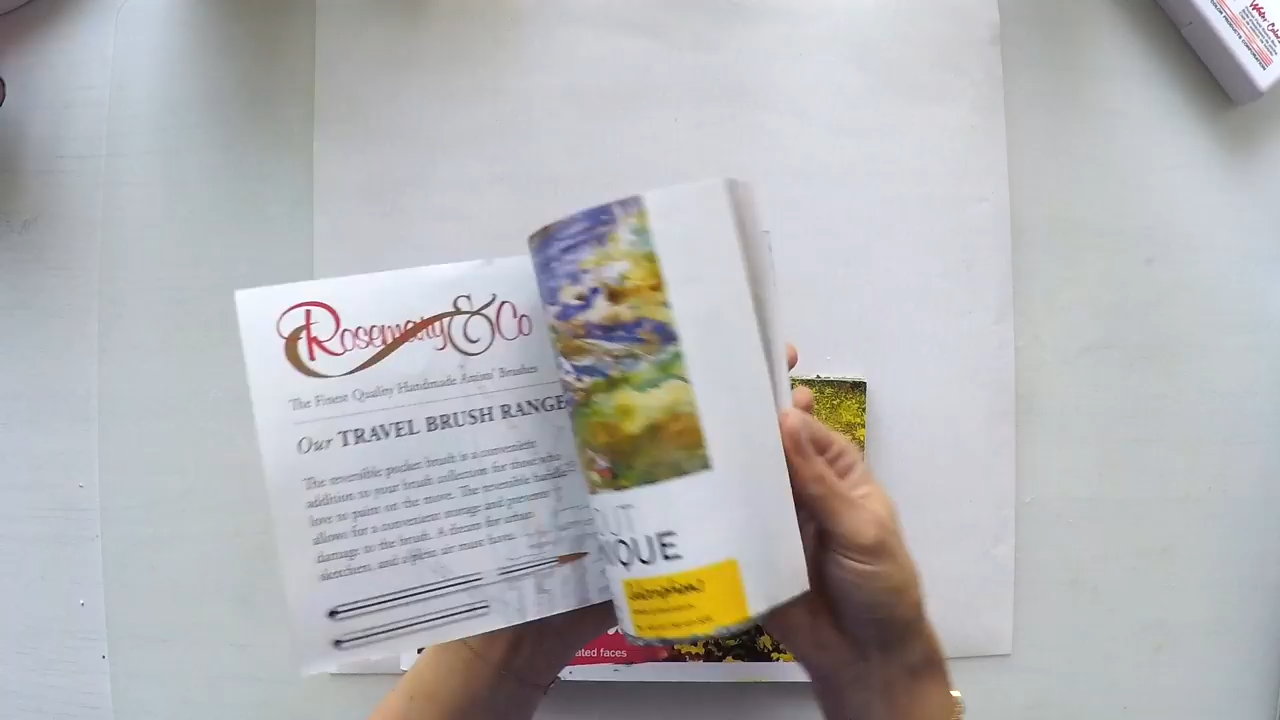 Rosemary & Co
The Finest Quality Handmade Artists' Brushes
Our TRAVEL BRUSH RANGE
The reversible pocket brush is a convenient
addition to your brush collection for those who
love to paint on the move. The reversible handle
allows for a convenient storage and prevents
damage to the brush. A dream for urban
sketchers, and a plein air must have.
OUT
IQUE
ated faces